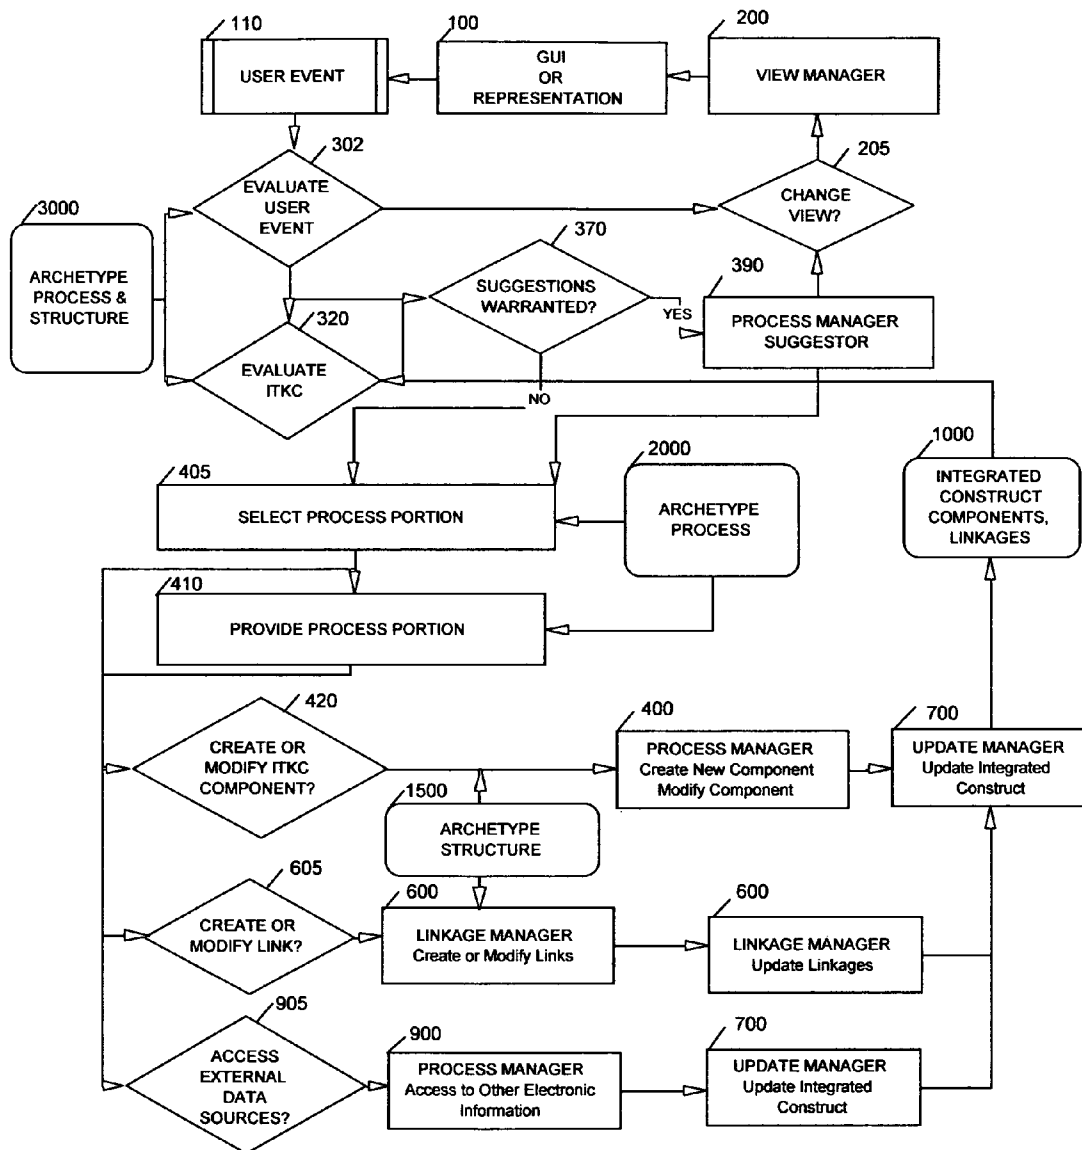 110
100
200
USER EVENT
GUI
OR
REPRESENTATION
VIEW MANAGER
302
205
EVALUATE
USER
EVENT
CHANGE
VIEW?
3000
ARCHETYPE
PROCESS &
STRUCTURE
370
SUGGESTIONS
WARRANTED?
YES
NO
390
PROCESS MANAGER
SUGGESTOR
320
EVALUATE
ITKC
405
SELECT PROCESS PORTION
2000
ARCHETYPE
PROCESS
1000
INTEGRATED
CONSTRUCT
COMPONENTS,
LINKAGES
410
PROVIDE PROCESS PORTION
420
CREATE OR
MODIFY ITKC
COMPONENT?
400
PROCESS MANAGER
Create New Component
Modify Component
700
UPDATE MANAGER
Update Integrated
Construct
1500
ARCHETYPE
STRUCTURE
605
CREATE OR
MODIFY LINK?
600
LINKAGE MANAGER
Create or Modify Links
600
LINKAGE MANAGER
Update Linkages
905
ACCESS
EXTERNAL
DATA
SOURCES?
900
PROCESS MANAGER
Access to Other Electronic
Information
700
UPDATE MANAGER
Update Integrated
Construct